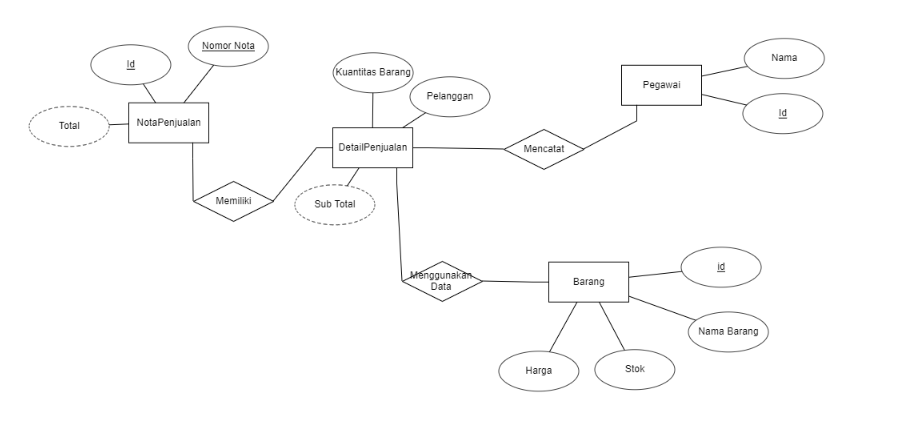 Id
Nomor Nota
Total
NotaPenjualan
Memiliki
Kuantitas Barang
Pelanggan
DetailPenjualan
Sub Total
Mencatat
Pegawai
Nama
Id
Menggunakan
Data
Barang
id
Nama Barang
Harga
Stok